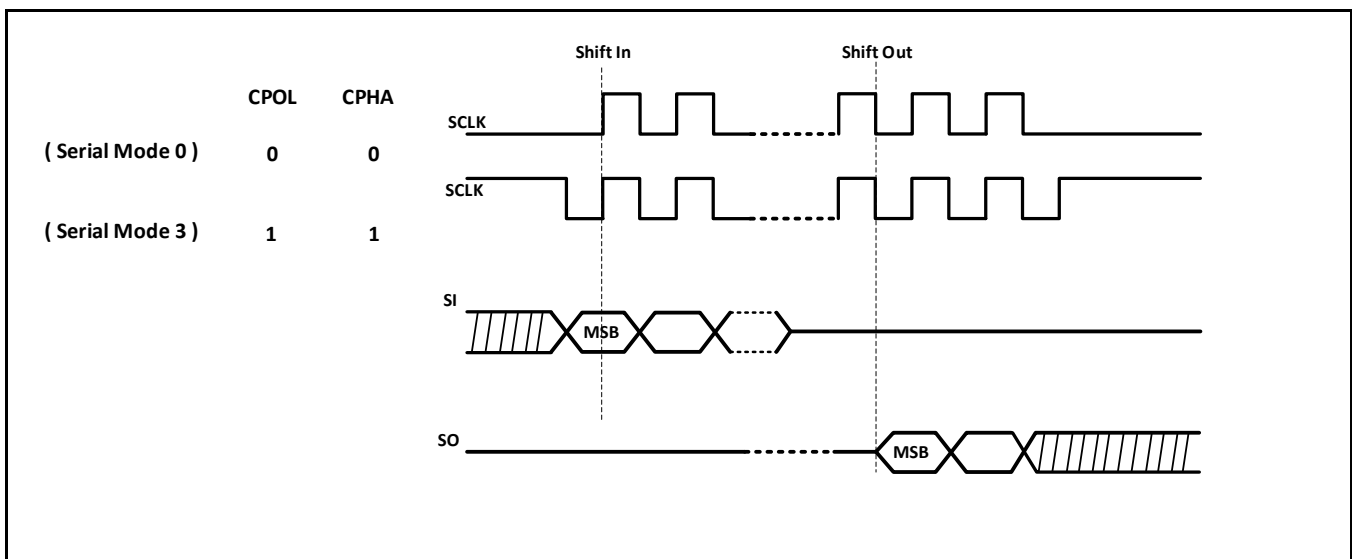 Shift In
Shift Out
CPOL CPHA
SCLK
( Serial Mode 0 ) 0 0
SCLK
( Serial Mode 3 ) 1 1
SI
MSB
SO
MSB